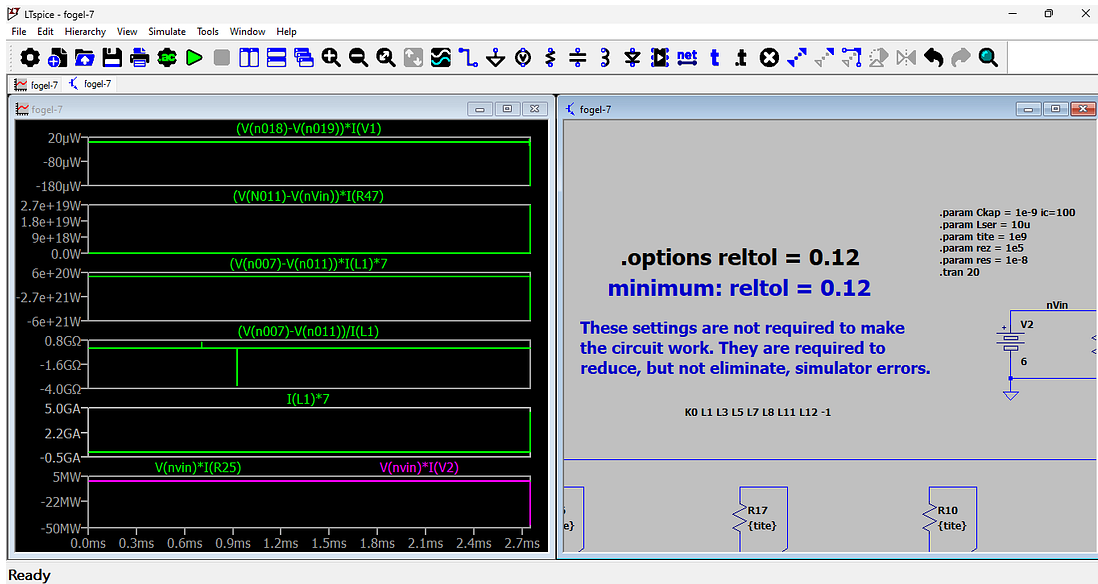 LTspice - fogel-7
File Edit Hierarchy View Simulate Tools Window Help
net t .t
fogel-7 fogel-7
fogel-7
(V(n018)-V(n019))*I(V1)
20µW
-80µW
-180µW
(V(N011)-V(nVin))*I(R47)
2.7e+19W
1.8e+19W
9e+18W
0.0W
(V(n007)-V(n011))*I(L1)*7
6e+20W
-2.7e+21W
-6e+21W
(V(n007)-V(n011))/I(L1)
0.8GΩ
-1.6GΩ
-4.0GΩ
I(L1)*7
5.0GA
2.2GA
-0.5GA
V(nvin)*I(R25) V(nvin)*I(V2)
5MW
-22MW
-50MW
0.0ms 0.3ms 0.6ms 0.9ms 1.2ms 1.5ms 1.8ms 2.1ms 2.4ms 2.7ms
fogel-7
.param Ckap = 1e-9 ic=100
.param Lser = 10u
.param tite = 1e9
.param rez = 1e5
.param res = 1e-8
.tran 20
.options reltol = 0.12
minimum: reltol = 0.12
These settings are not required to make
the circuit work. They are required to
reduce, but not eliminate, simulator errors.
nVin
V2
6
K0 L1 L3 L5 L7 L8 L11 L12 -1
e}
R17
{tite}
R10
{tite}
Ready